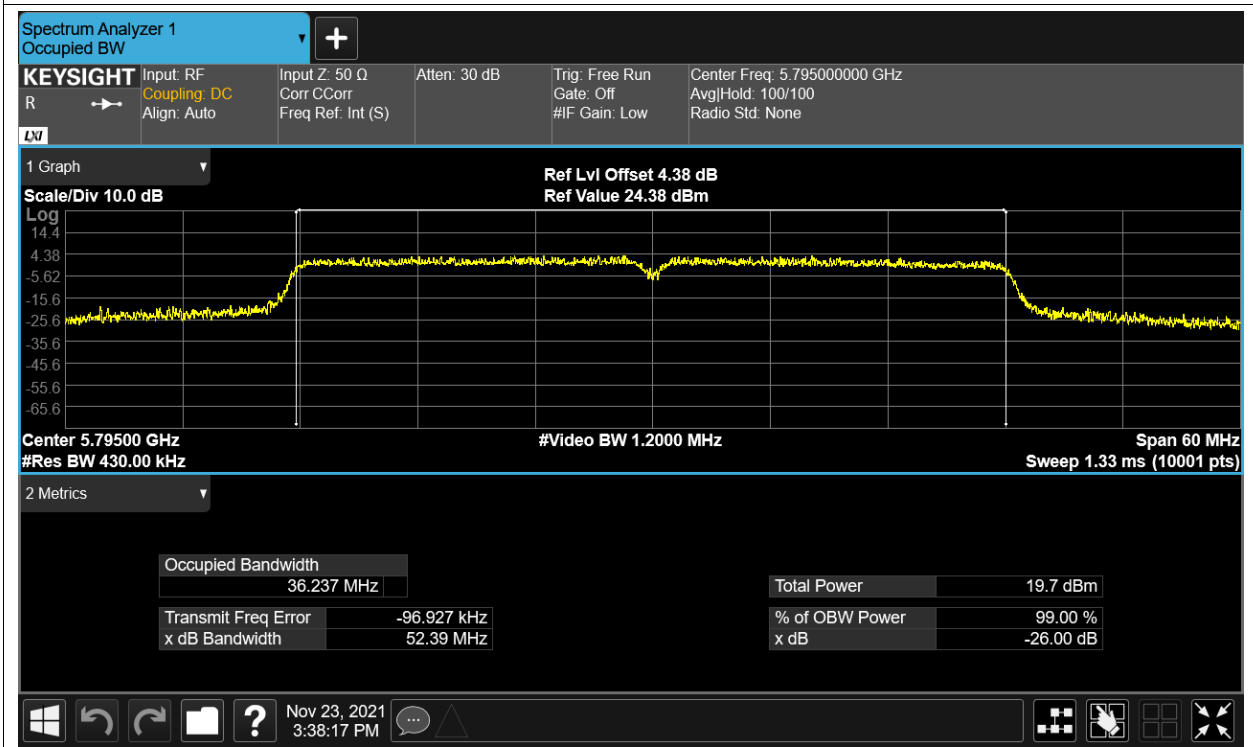 Spectrum Analyzer 1
Occupied BW
KEYSIGHT
R
LXI
Input: RF
Coupling: DC
Align: Auto
Input Z: 50 Ω
Corr CCorr
Freq Ref: Int (S)
Atten: 30 dB
Trig: Free Run
Gate: Off
#IF Gain: Low
Center Freq: 5.795000000 GHz
Avg|Hold: 100/100
Radio Std: None
1 Graph
Scale/Div 10.0 dB
Ref Lvl Offset 4.38 dB
Ref Value 24.38 dBm
Log
14.4
4.38
-5.62
-15.6
-25.6
-35.6
-45.6
-55.6
-65.6
Center 5.79500 GHz
#Video BW 1.2000 MHz
Span 60 MHz
#Res BW 430.00 kHz
Sweep 1.33 ms (10001 pts)
2 Metrics
Occupied Bandwidth
36.237 MHz
Total Power 19.7 dBm
Transmit Freq Error -96.927 kHz
% of OBW Power 99.00 %
x dB Bandwidth 52.39 MHz
x dB -26.00 dB
?
Nov 23, 2021
3:38:17 PM